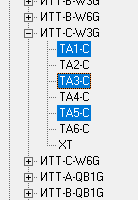 ИТТ-B-W3G
ИТТ-B-W6G
ИТТ-C-W3G
TA1-C
TA2-C
TA3-C
TA4-C
TA5-C
TA6-C
XT
ИТТ-C-W6G
ИТТ-A-QB1G
ИТТ-B-QB1G